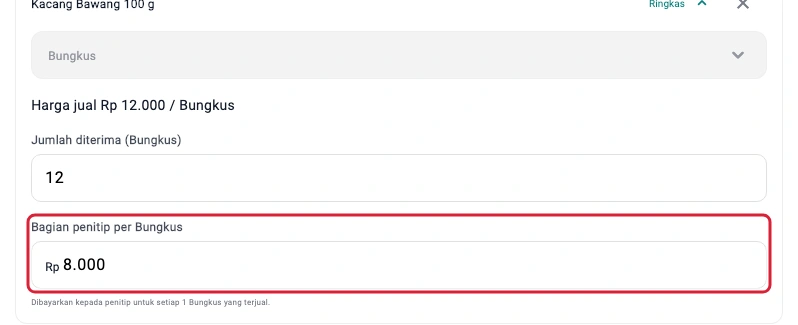 Kacang Bawang 100 g
Ringkas
Bungkus
Harga jual Rp 12.000 / Bungkus
Jumlah diterima (Bungkus)
12
Bagian penitip per Bungkus
Rp 8.000
Dibayarkan kepada penitip untuk setiap 1 Bungkus yang terjual.